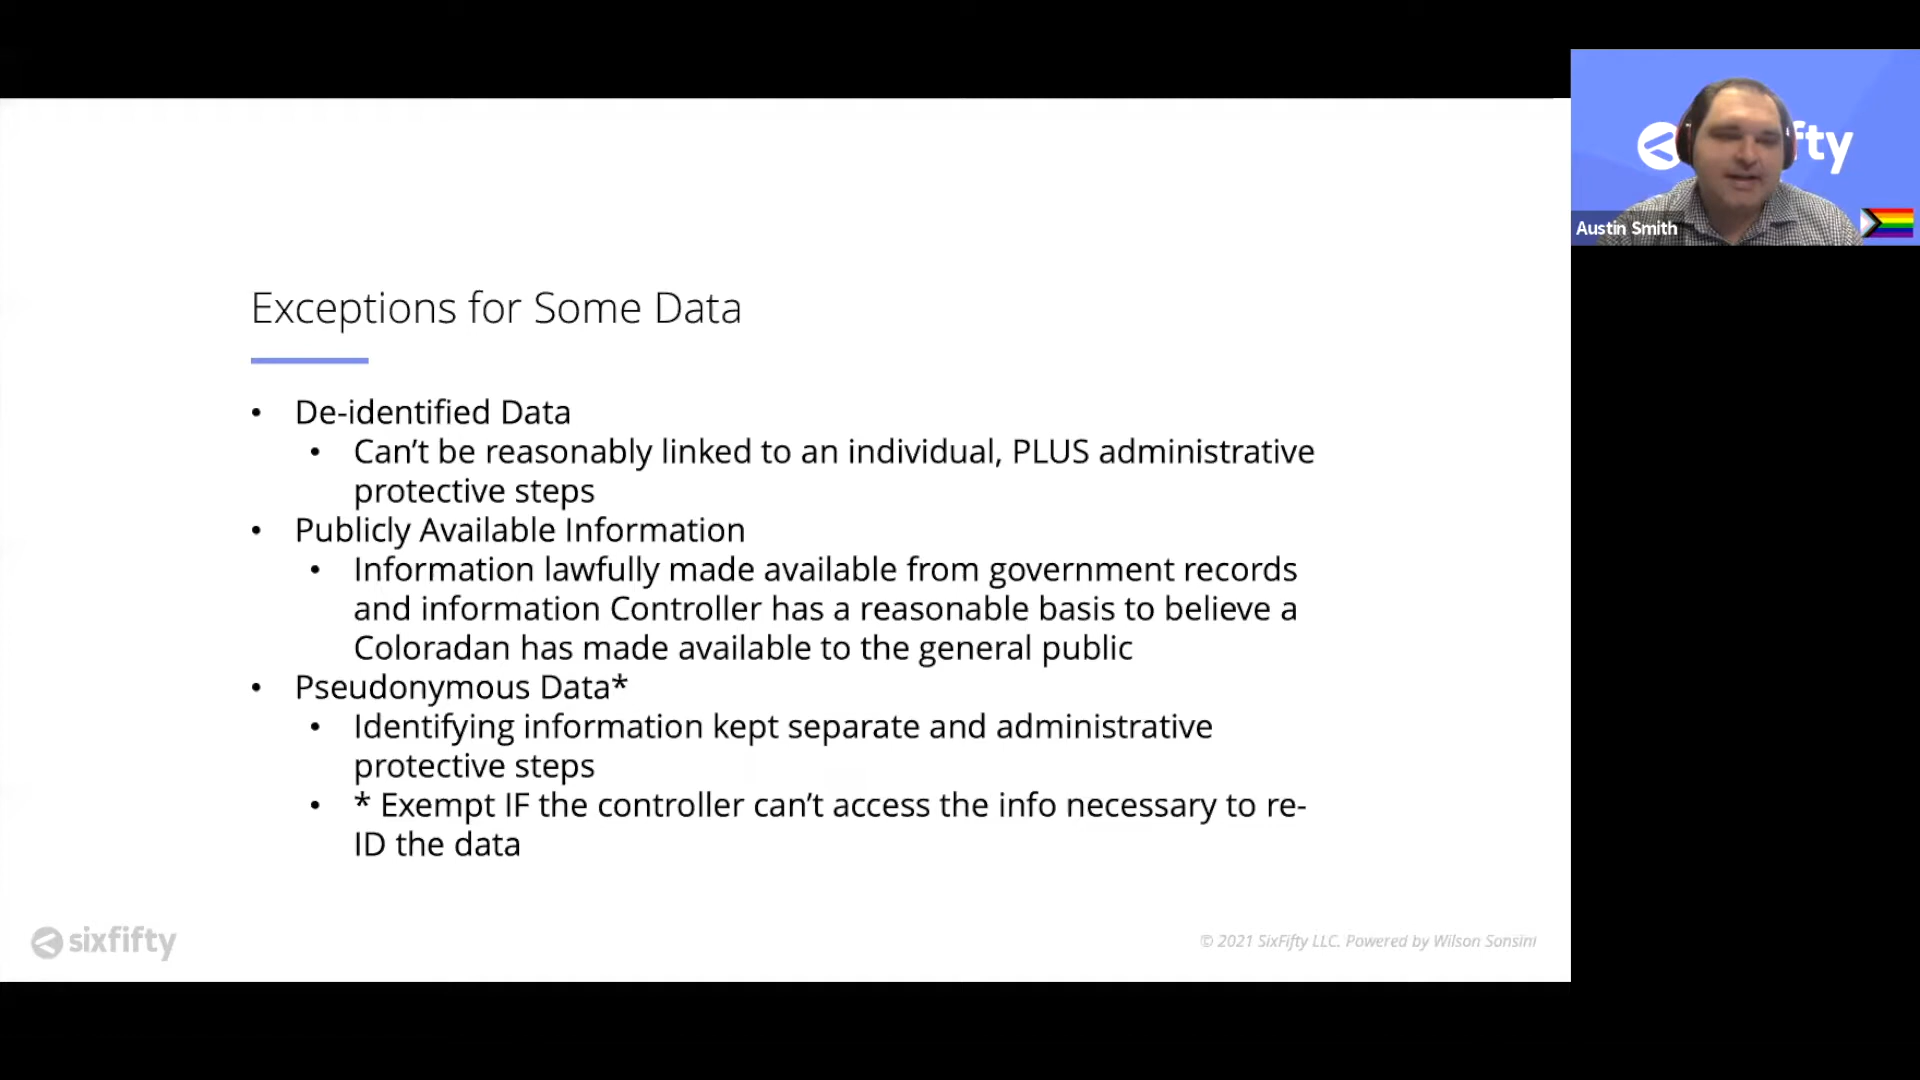 fty
Austin Smith
Exceptions for Some Data
• De-identified Data
• Can’t be reasonably linked to an individual, PLUS administrative
protective steps
• Publicly Available Information
• Information lawfully made available from government records
and information Controller has a reasonable basis to believe a
Coloradan has made available to the general public
• Pseudonymous Data*
• Identifying information kept separate and administrative
protective steps
• * Exempt IF the controller can’t access the info necessary to re-
ID the data
sixfifty
© 2021 SixFifty LLC. Powered by Wilson Sonsini